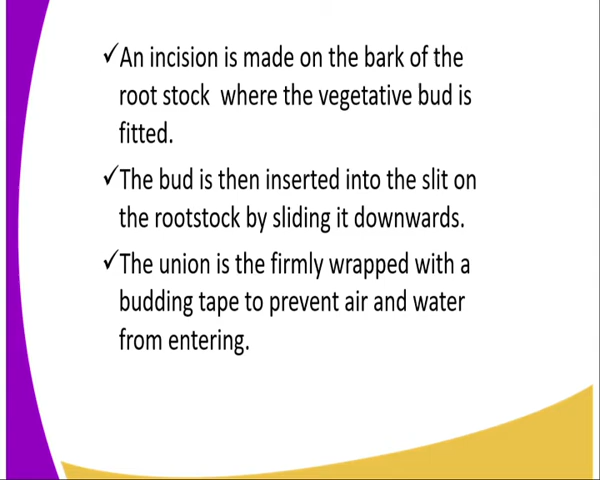 ✓An incision is made on the bark of the
root stock where the vegetative bud is
fitted.
✓The bud is then inserted into the slit on
the rootstock by sliding it downwards.
✓The union is the firmly wrapped with a
budding tape to prevent air and water
from entering.